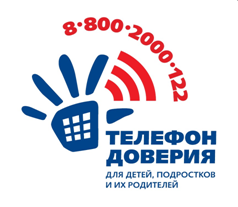 8·800·2000·122
ТЕЛЕФОН
ДОВЕРИЯ
ДЛЯ ДЕТЕЙ, ПОДРОСТКОВ
И ИХ РОДИТЕЛЕЙ